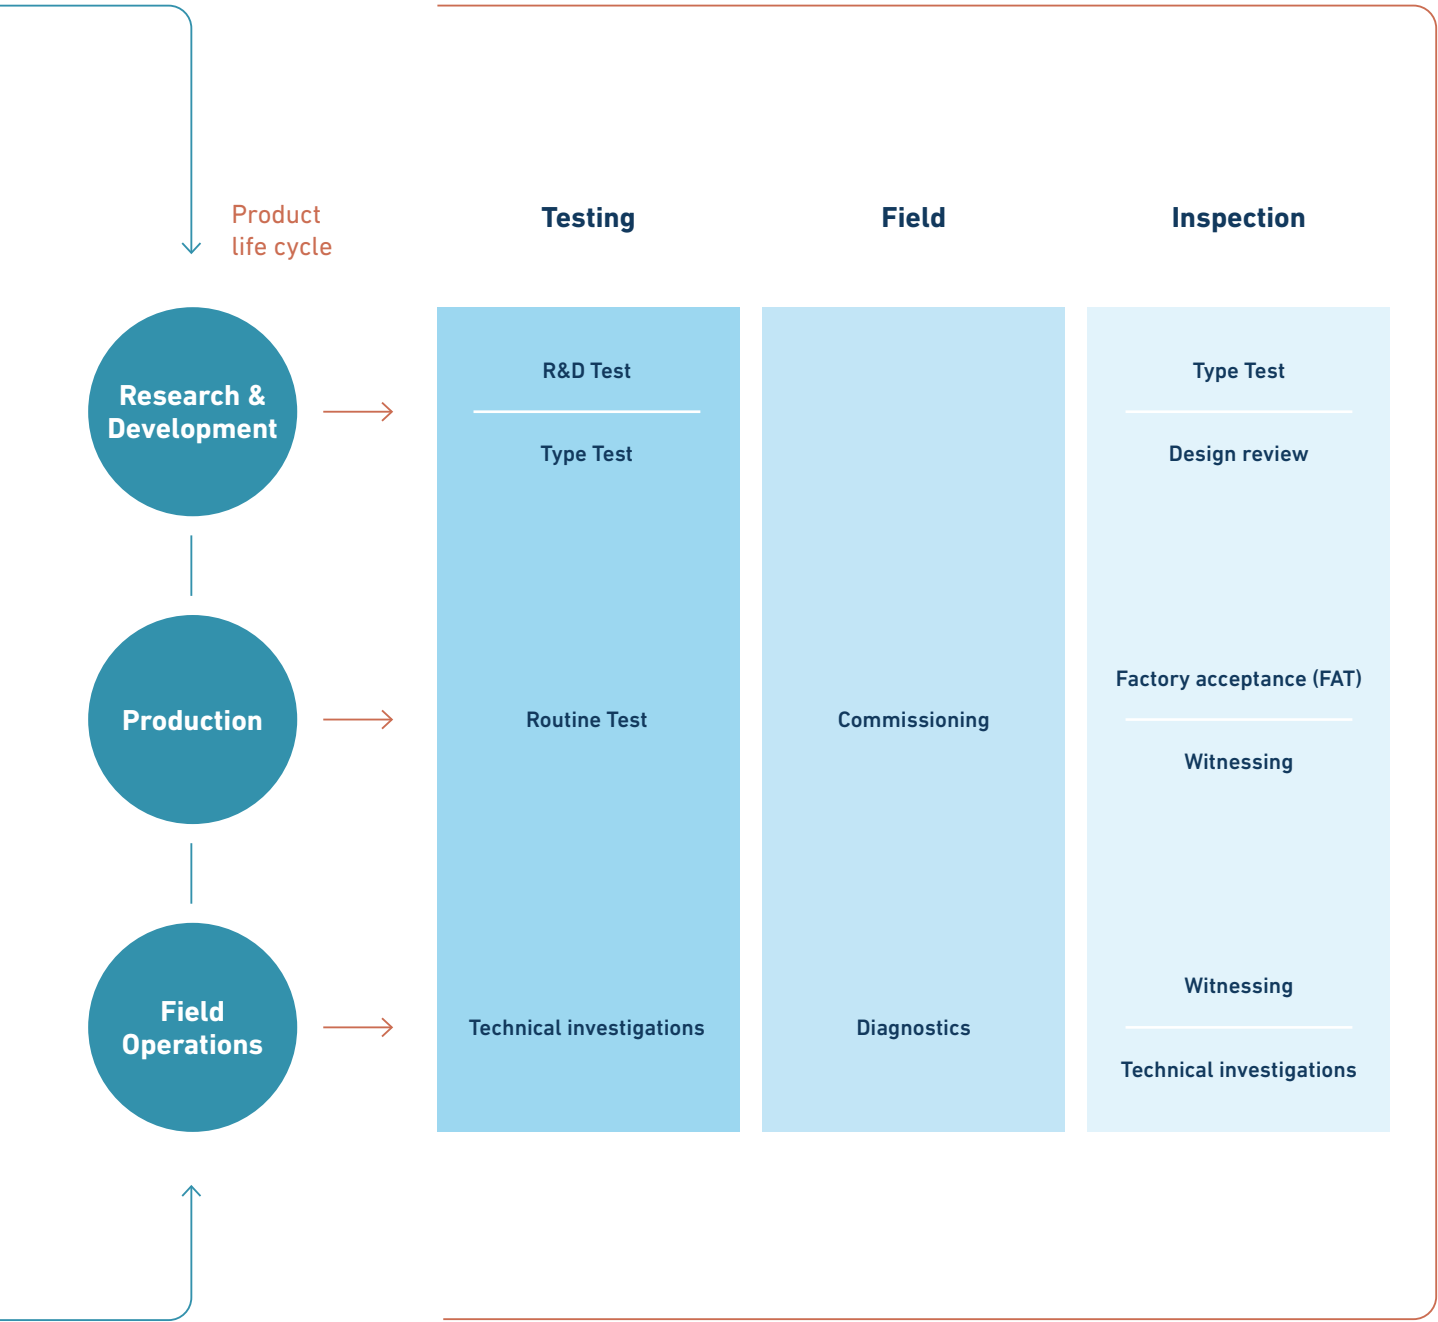 Product
life cycle
Testing
Field
Inspection
Research &
Development
R&D Test
Type Test
Type Test
Design review
Production
Routine Test
Commissioning
Factory acceptance (FAT)
Witnessing
Field
Operations
Technical investigations
Diagnostics
Witnessing
Technical investigations